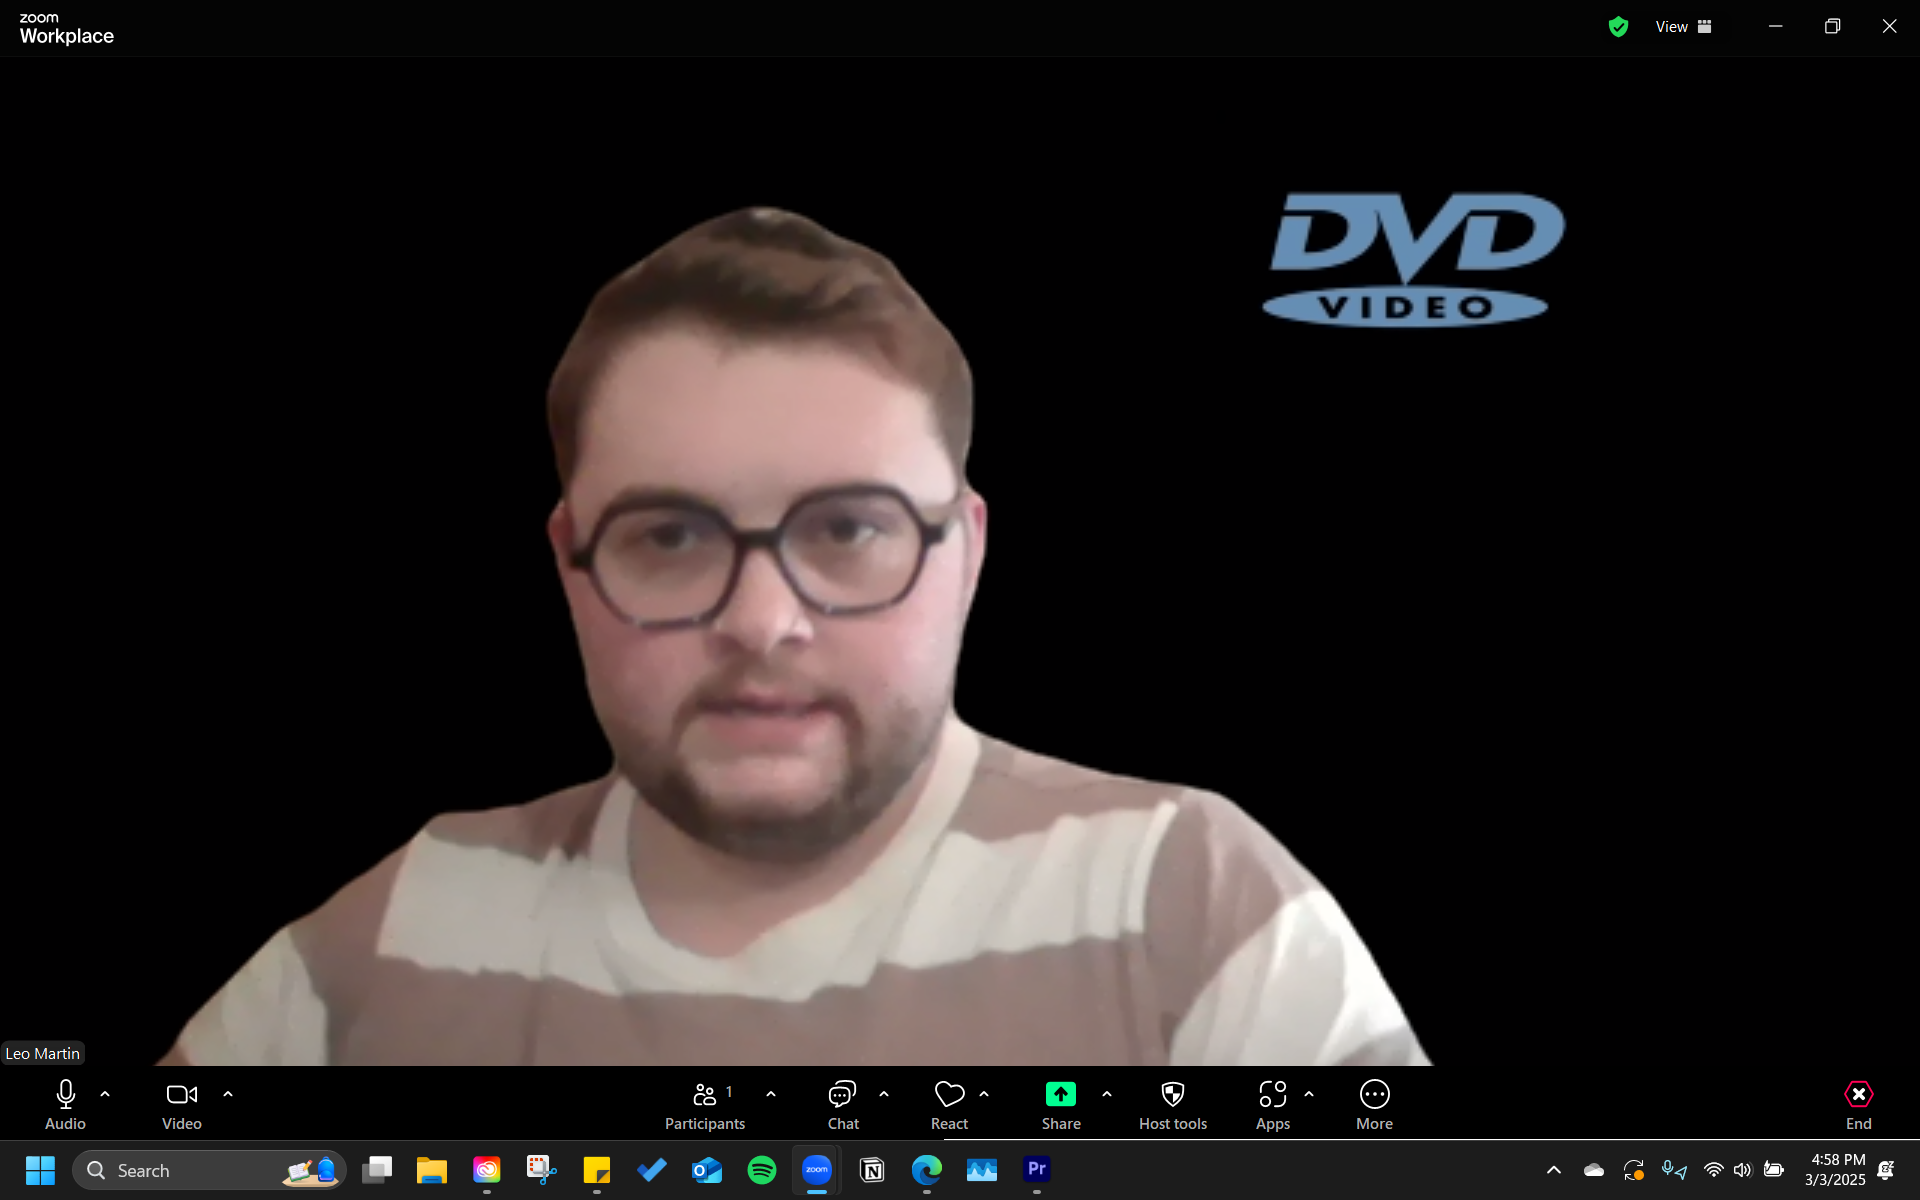 zoom
Workplace
View
DVD
VIDEO
Leo Martin
Audio
Video
Participants
1
Chat
React
Share
Host tools
Apps
More
End
Search
zoom
Pr
4:58 PM
3/3/2025